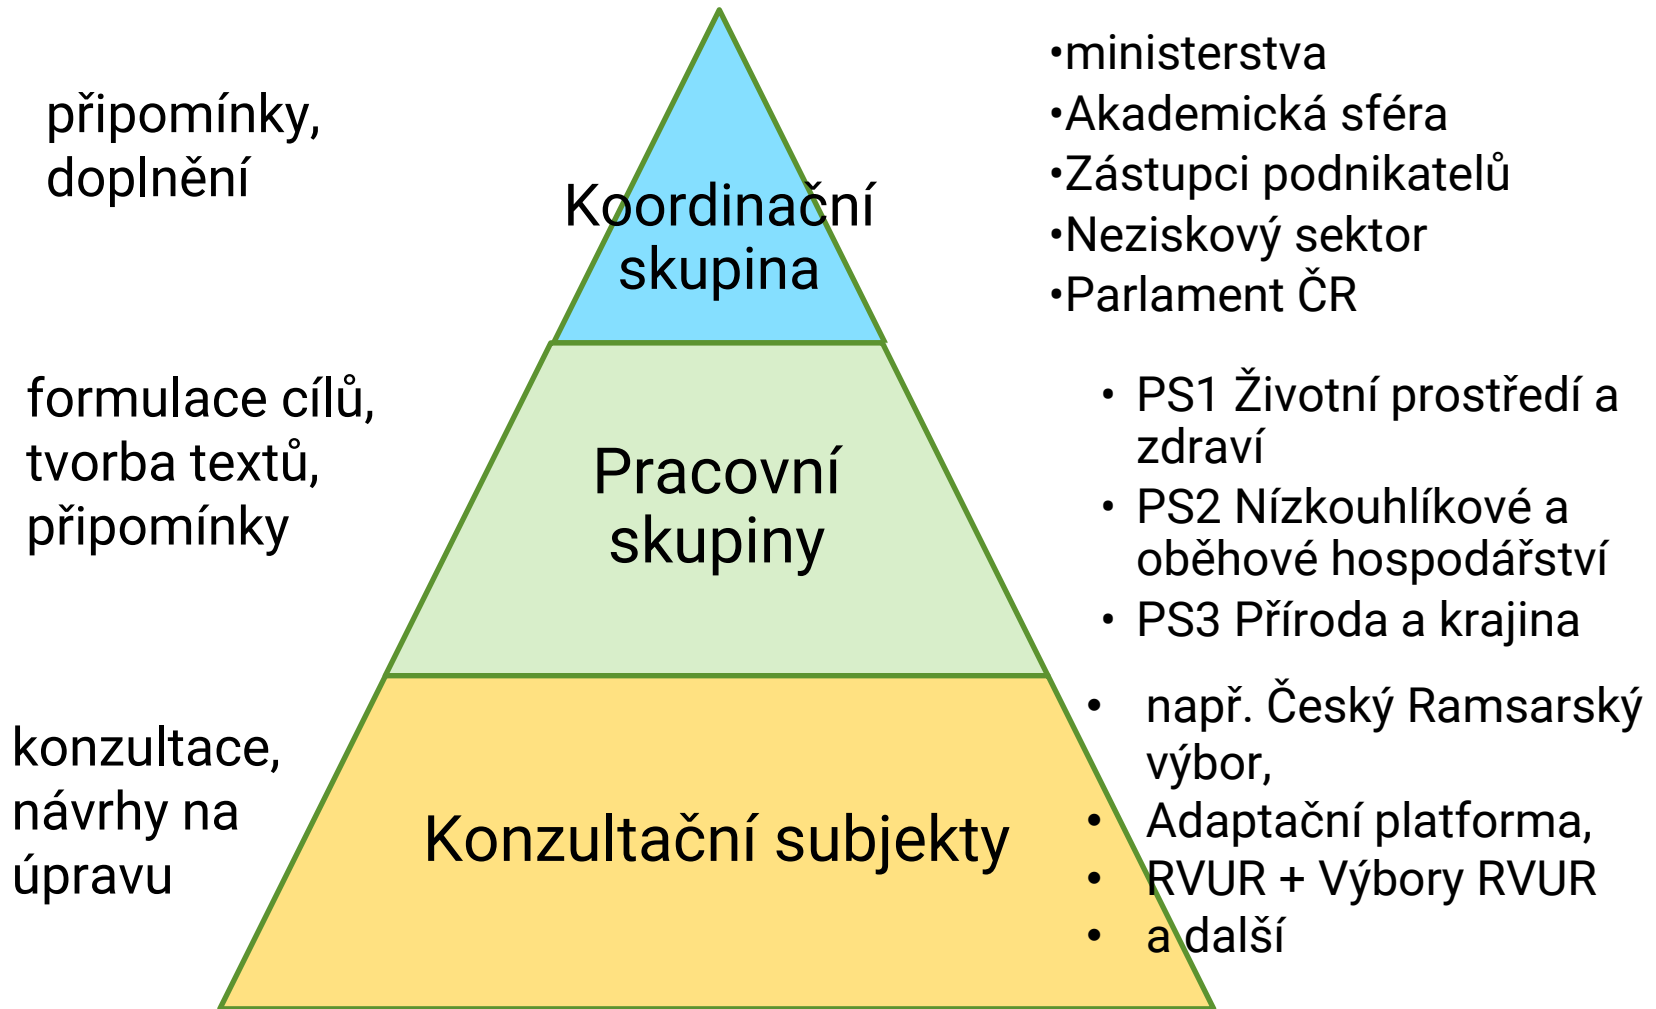 připomínky,
doplnění
Koordinační
skupina
•ministerstva
•Akademická sféra
•Zástupci podnikatelů
•Neziskový sektor
•Parlament ČR
formulace cílů,
tvorba textů,
připomínky
Pracovní
skupiny
• PS1 Životní prostředí a
zdraví
• PS2 Nízkouhlíkové a
oběhové hospodářství
• PS3 Příroda a krajina
konzultace,
návrhy na
úpravu
Konzultační subjekty
• např. Český Ramsarský
výbor,
• Adaptační platforma,
• RVUR + Výbory RVUR
• a další